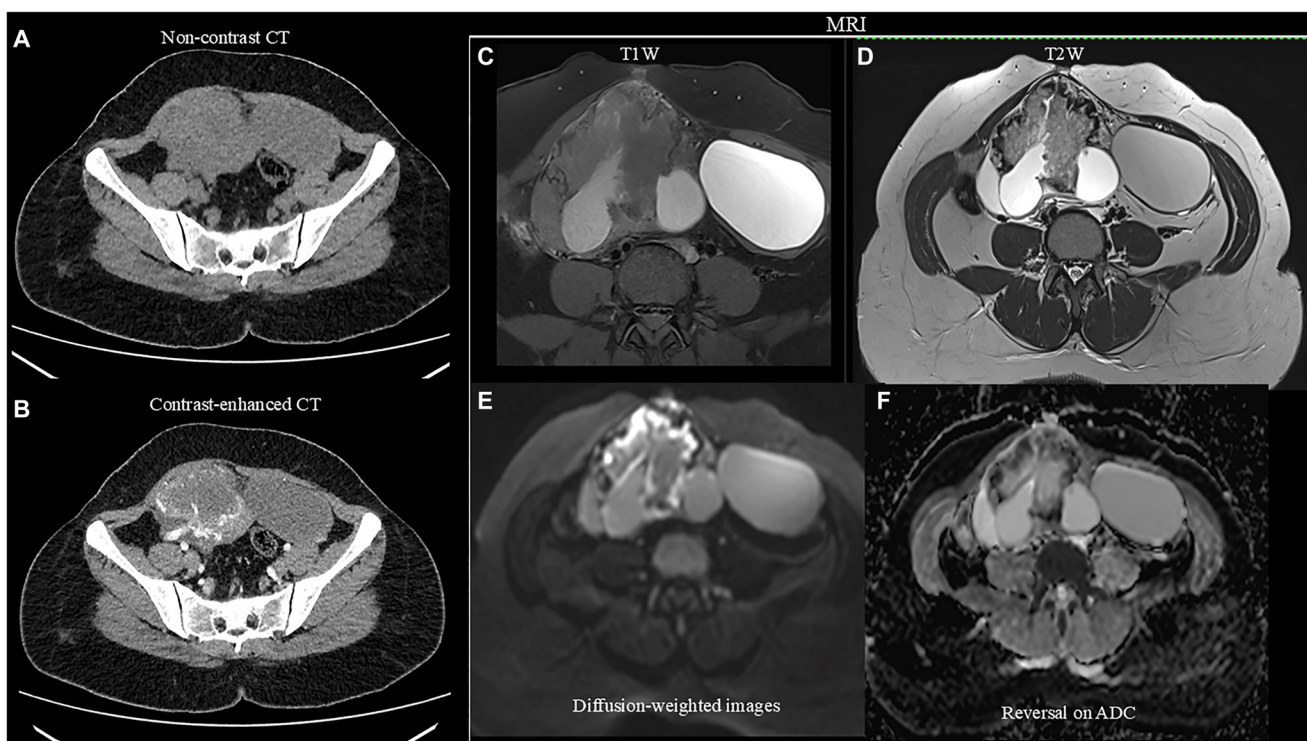 MRI
A
Non-contrast CT
C
T1W
D
T2W
B
Contrast-enhanced CT
E
Diffusion-weighted images
F
Reversal on ADC